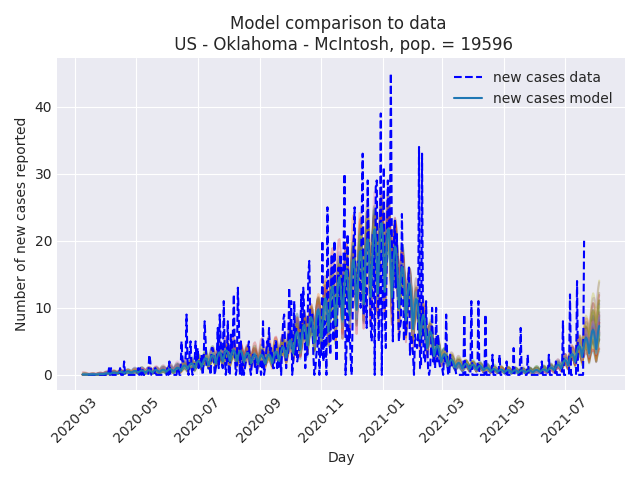 Model comparison to data
US - Oklahoma - McIntosh, pop. = 19596
new cases data
new cases model
Number of new cases reported
40
30
20
10
0
2020-03
2020-05
2020-07
2020-09
2020-11
2021-01
2021-03
2021-05
2021-07
Day